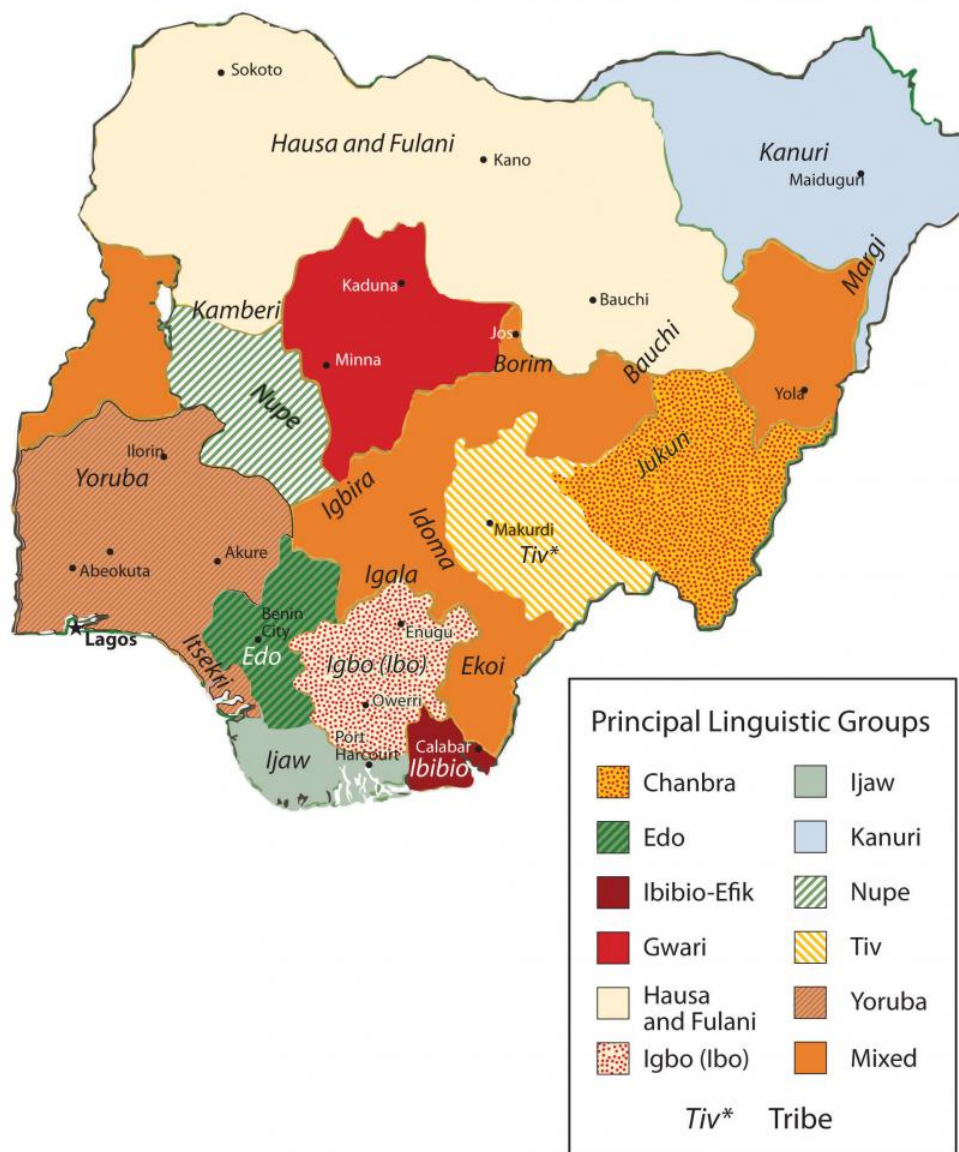 Sokoto
Hausa and Fulani
Kano
Kanuri
Maiduguri
Margi
Kaduna
Kamberi
Bauchi
Jos
Borim
Bauchi
Minna
Nupe
Yola
Ilorin
Yoruba
Jukun
Igbira
Idoma
Makurdi
Tiv*
Akure
Abeokuta
Igala
Benin
City
Enugu
Lagos
Edo
Itsekri
Igbo (Ibo)
Ekoi
Owerri
Port
Harcourt
Calabar
Ijaw
Ibibio
Principal Linguistic Groups
Chanbra
Edo
Ibibio-Efik
Gwari
Hausa
and Fulani
Igbo (Ibo)
Ijaw
Kanuri
Nupe
Tiv
Yoruba
Mixed
Tiv* Tribe